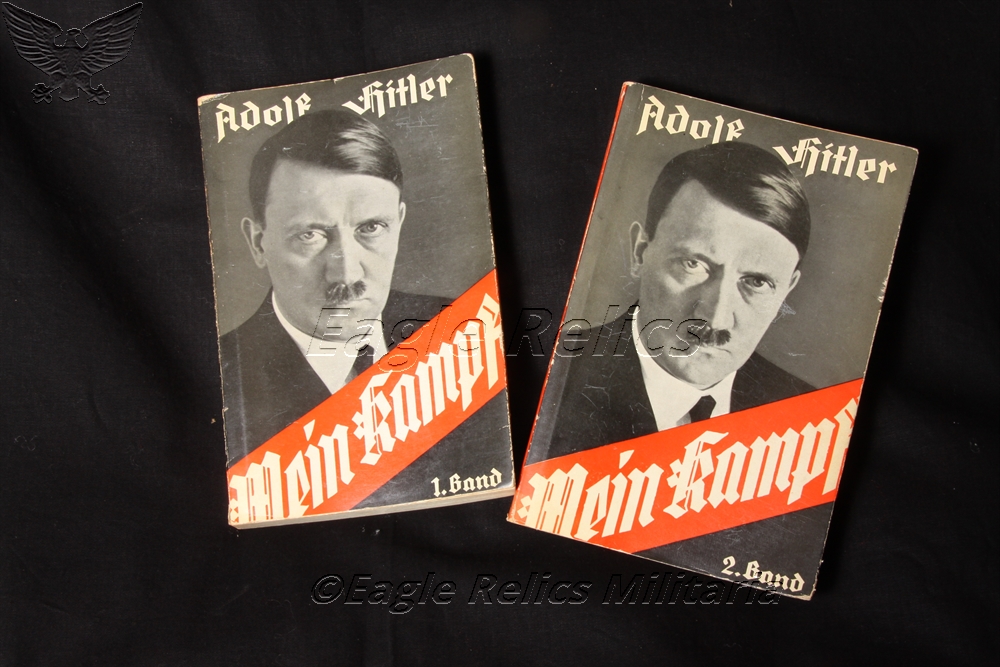 Adolf Hitler
Mein Kampf
1. Band
Adolf Hitler
Mein Kampf
2. Band
Eagle Relics
©Eagle Relics Militaria